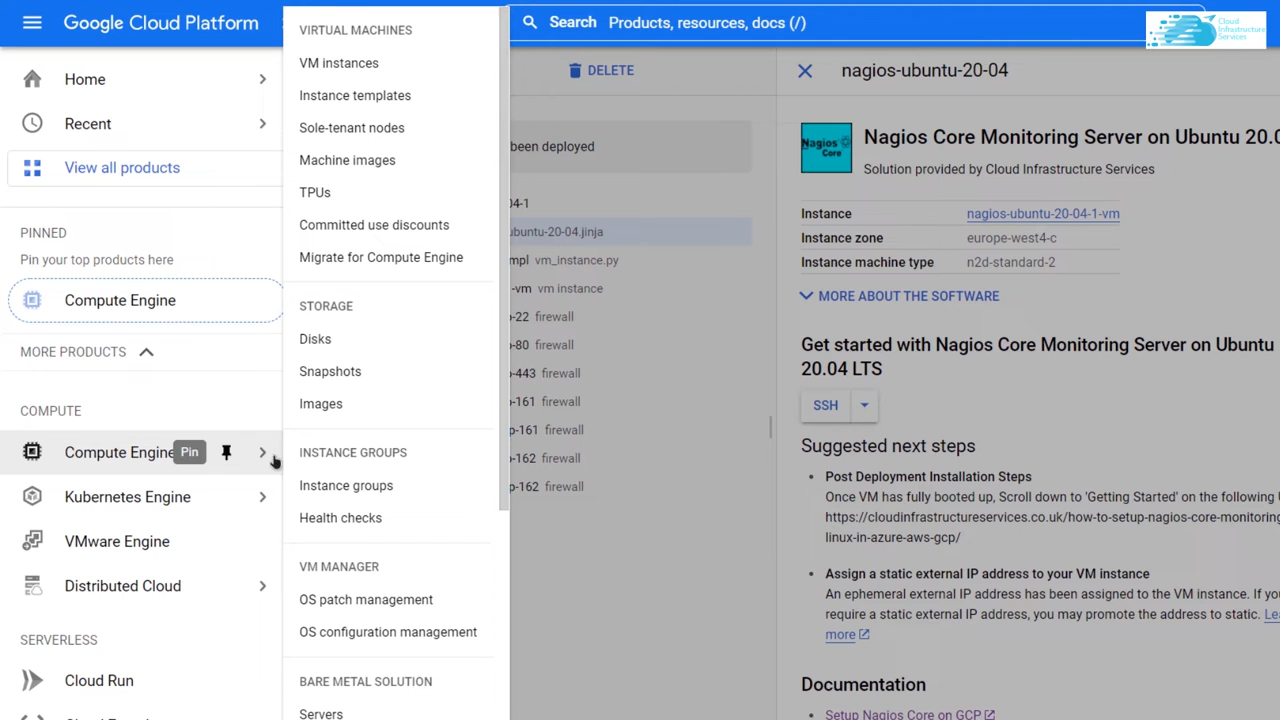 Google Cloud Platform
Search Products, resources, docs (/)
Cloud
Infrastructure
Services
Home
Recent
View all products
PINNED
Pin your top products here
Compute Engine
MORE PRODUCTS
COMPUTE
Compute Engine
Pin
Kubernetes Engine
VMware Engine
Distributed Cloud
SERVERLESS
Cloud Run
VIRTUAL MACHINES
VM instances
Instance templates
Sole-tenant nodes
Machine images
TPUs
Committed use discounts
Migrate for Compute Engine
STORAGE
Disks
Snapshots
Images
INSTANCE GROUPS
Instance groups
Health checks
VM MANAGER
OS patch management
OS configuration management
BARE METAL SOLUTION
Servers
DELETE
been deployed
04-1
ubuntu-20-04.jinja
mpl vm_instance.py
-vm vm instance
-22 firewall
-80 firewall
-443 firewall
-161 firewall
p-161 firewall
-162 firewall
p-162 firewall
nagios-ubuntu-20-04
Nagios
Core
Nagios Core Monitoring Server on Ubuntu 20.0
Solution provided by Cloud Infrastructure Services
Instance nagios-ubuntu-20-04-1-vm
Instance zone europe-west4-c
Instance machine type n2d-standard-2
MORE ABOUT THE SOFTWARE
Get started with Nagios Core Monitoring Server on Ubuntu
20.04 LTS
SSH
Suggested next steps
• Post Deployment Installation Steps
Once VM has fully booted up, Scroll down to 'Getting Started' on the following
https://cloudinfrastructureservices.co.uk/how-to-setup-nagios-core-monitoring
linux-in-azure-aws-gcp/
• Assign a static external IP address to your VM instance
An ephemeral external IP address has been assigned to the VM instance. If you
require a static external IP address, you may promote the address to static. Le
more
Documentation
• Setup Nagios Core on GCP